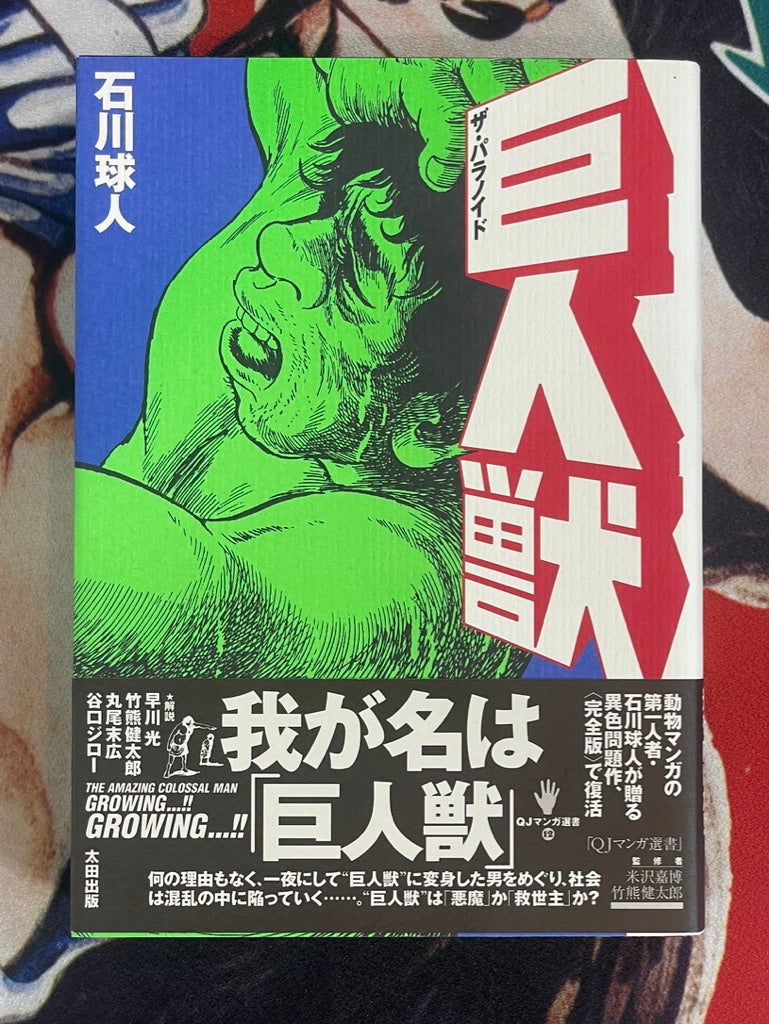 石川球人
ザ・パラノイド
巨人獣
動物マンガの
第一人者・
石川球人が贈る
異色問題作、
〈完全版〉で復活
「QJマンガ選書」
監修者
米沢嘉博
竹熊健太郎
QJマンガ選書
12
我が名は
「巨人獣」
★解説
早川 光
竹熊健太郎
丸尾末広
谷口ジロー
THE AMAZING COLOSSAL MAN
GROWING...!!
GROWING...!!
太田出版
何の理由もなく、一夜にして“巨人獣”に変身した男をめぐり、社会
は混乱の中に陥っていく……。“巨人獣”は「悪魔」か「救世主」か?